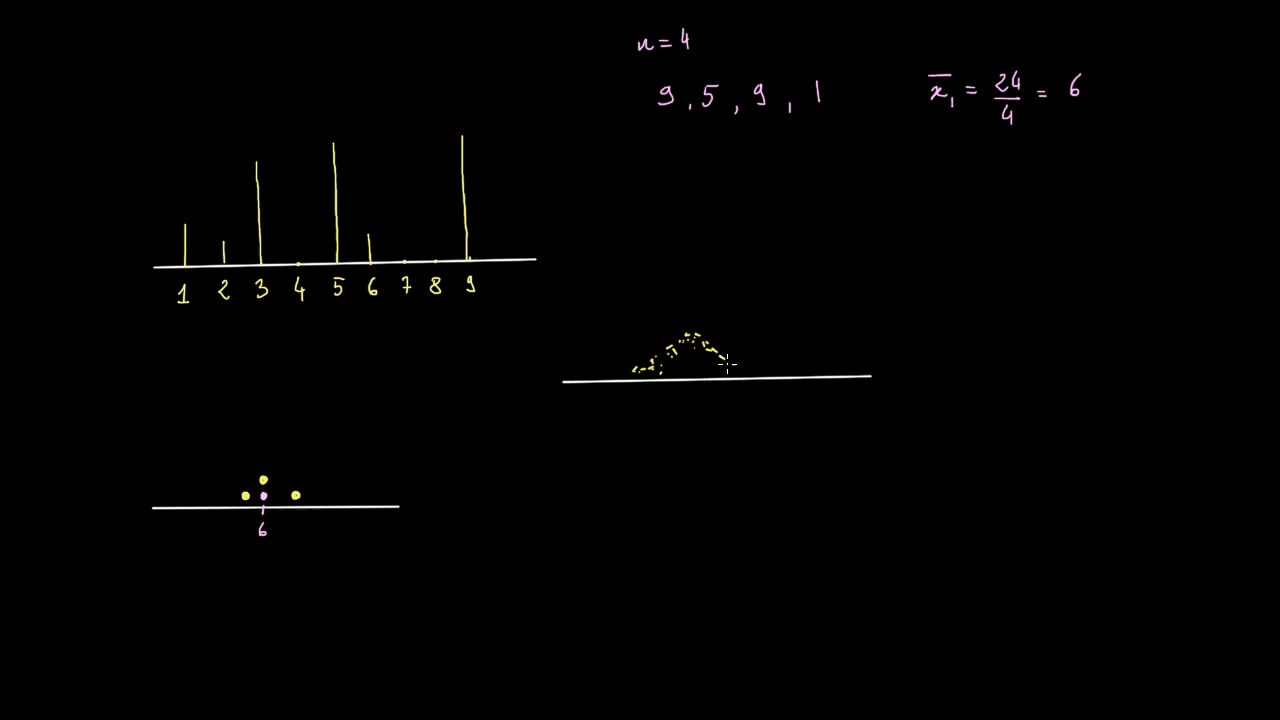 n = 4
9, 5, 9, 1
x̄₁ = 24/4 = 6
1 2 3 4 5 6 7 8 9
6